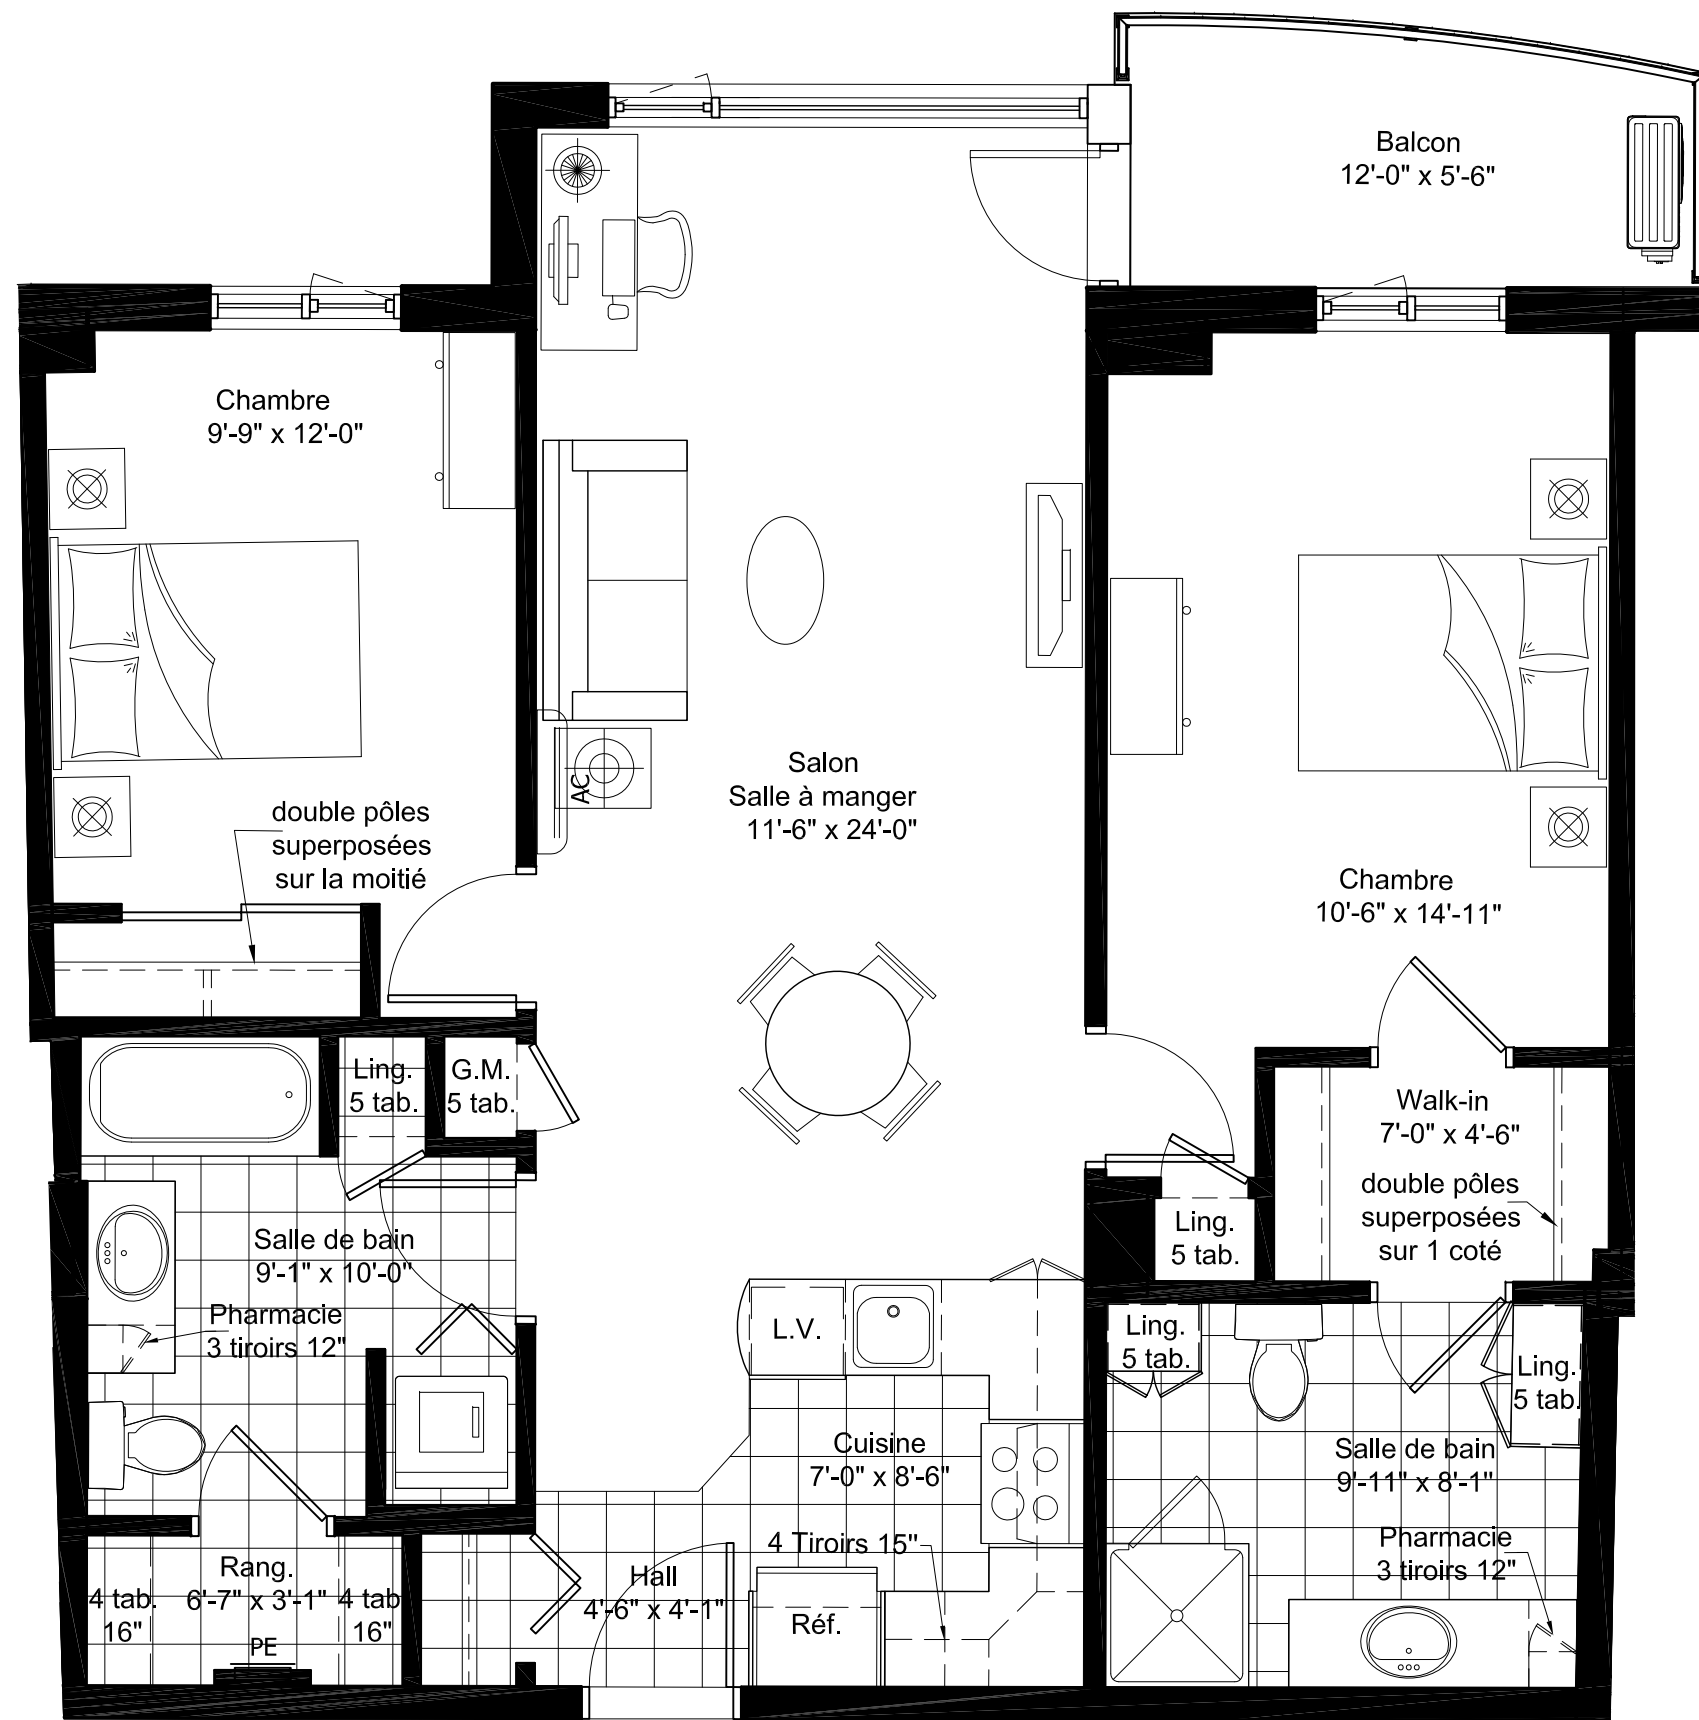 Balcon
12'-0" x 5'-6"
Chambre
9'-9" x 12'-0"
Salon
Salle à manger
11'-6" x 24'-0"
AC
double pôles
superposées
sur la moitié
Chambre
10'-6" x 14'-11"
Ling.
5 tab.
G.M.
5 tab.
Walk-in
7'-0" x 4'-6"
double pôles
superposées
sur 1 coté
Ling.
5 tab.
Salle de bain
9'-1" x 10'-0"
Pharmacie
3 tiroirs 12"
L.V.
Ling.
5 tab.
Ling.
5 tab.
Cuisine
7'-0" x 8'-6"
Salle de bain
9'-11" x 8'-1"
4 Tiroirs 15"
Pharmacie
3 tiroirs 12"
Rang.
6'-7" x 3'-1"
4 tab.
16"
4 tab
16"
PE
Hall
4'-6" x 4'-1"
Réf.